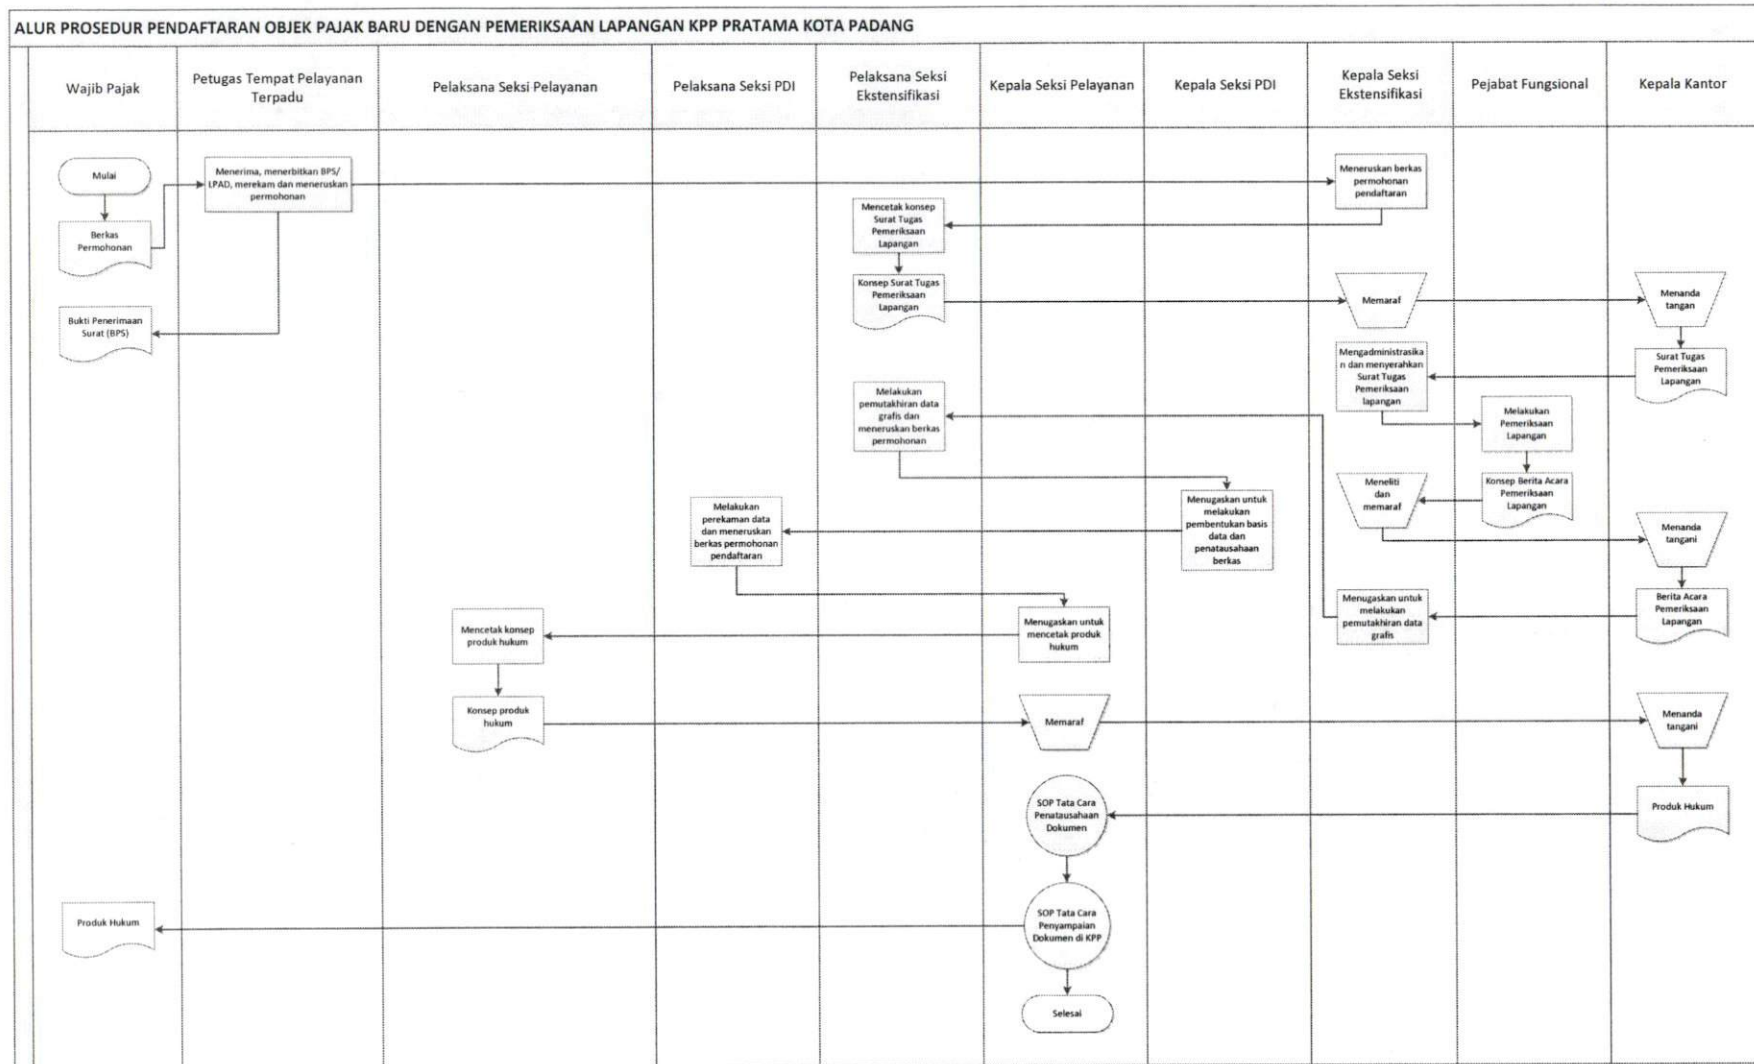 ALUR PROSEDUR PENDAFTARAN OBJEK PAJAK BARU DENGAN PEMERIKSAAN LAPANGAN KPP PRATAMA KOTA PADANG
Wajib Pajak
Petugas Tempat Pelayanan
Terpadu
Pelaksana Seksi Pelayanan
Pelaksana Seksi PDI
Pelaksana Seksi
Ekstensifikasi
Kepala Seksi Pelayanan
Kepala Seksi PDI
Kepala Seksi
Ekstensifikasi
Pejabat Fungsional
Kepala Kantor
Mulai
Menerima, menerbitkan BPS/
LPAD, merekam dan meneruskan
permohonan
Meneruskan berkas
permohonan
pendaftaran
Berkas
Permohonan
Mencetak konsep
Surat Tugas
Pemeriksaan
Lapangan
Konsep Surat Tugas
Pemeriksaan
Lapangan
Memaraf
Menanda
tangan
Bukti Penerimaan
Surat (BPS)
Mengadministrasika
n dan menyerahkan
Surat Tugas
Pemeriksaan
lapangan
Surat Tugas
Pemeriksaan
Lapangan
Melakukan
pemutakhiran data
grafis dan
meneruskan berkas
permohonan
Melakukan
Pemeriksaan
Lapangan
Meneliti
dan
memaraf
Konsep Berita Acara
Pemeriksaan
Lapangan
Melakukan
perekaman data
dan meneruskan
berkas permohonan
pendaftaran
Menugaskan untuk
melakukan
pembentukan basis
data dan
penatausahaan
berkas
Menanda
tangani
Mencetak konsep
produk hukum
Menugaskan untuk
mencetak produk
hukum
Menugaskan untuk
melakukan
pemutakhiran data
grafis
Berita Acara
Pemeriksaan
Lapangan
Konsep produk
hukum
Memaraf
Menanda
tangani
SOP Tata Cara
Penatausahaan
Dokumen
Produk Hukum
Produk Hukum
SOP Tata Cara
Penyampaian
Dokumen di KPP
Selesai